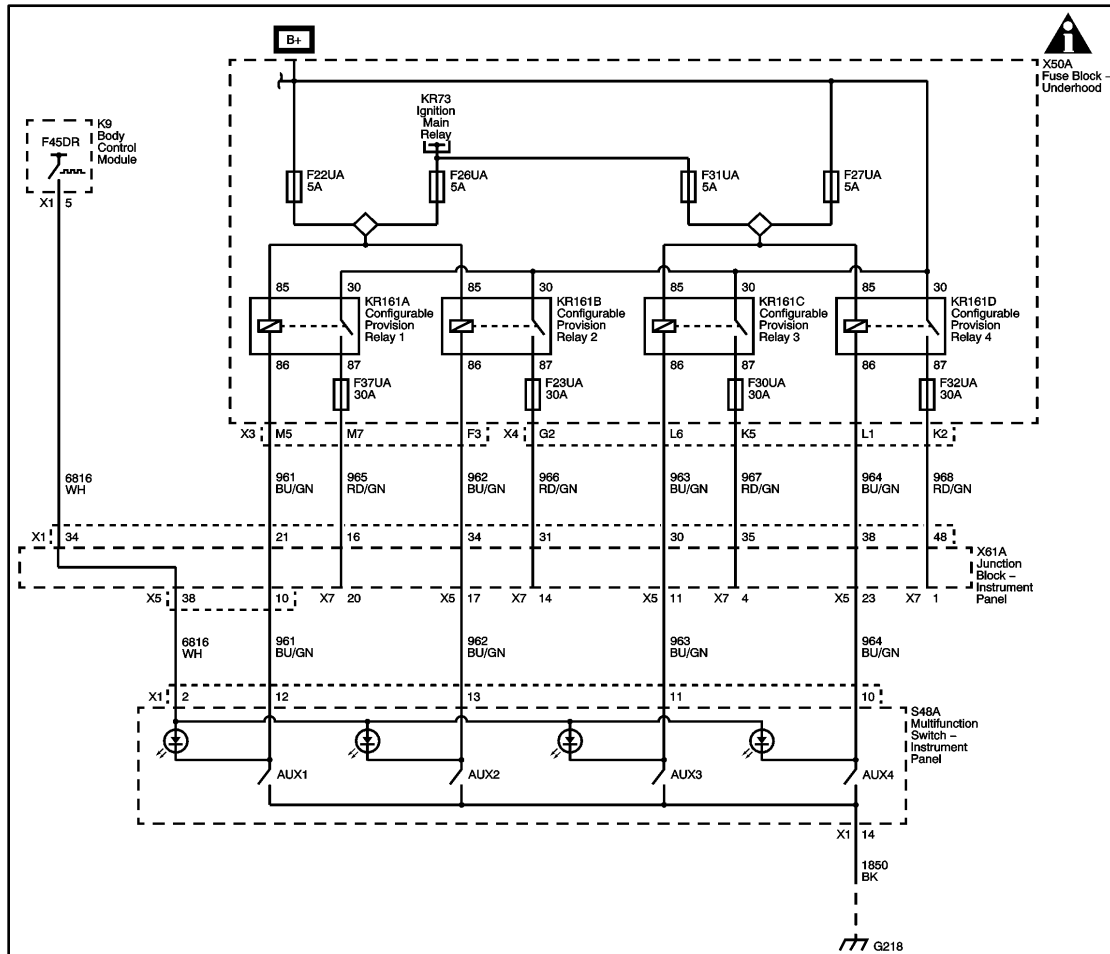 B+
i
X50A
Fuse Block –
Underhood
K9
Body
Control
Module
F45DR
X1 5
KR73
Ignition
Main
Relay
F22UA
5A
F26UA
5A
F31UA
5A
F27UA
5A
85 30 85 30 85 30 85 30
KR161A
Configurable
Provision
Relay 1
KR161B
Configurable
Provision
Relay 2
KR161C
Configurable
Provision
Relay 3
KR161D
Configurable
Provision
Relay 4
86 87 86 87 86 87 86 87
F37UA
30A
F23UA
30A
F30UA
30A
F32UA
30A
X3 M5 M7 F3 X4 G2 L6 K5 L1 K2
6816
WH
961
BU/GN
965
RD/GN
962
BU/GN
966
RD/GN
963
BU/GN
967
RD/GN
964
BU/GN
968
RD/GN
X1 34 21 16 34 31 30 35 38 48
X61A
Junction
Block –
Instrument
Panel
X5 38 10 X7 20 X5 17 X7 14 X5 11 X7 4 X5 23 X7 1
6816
WH
961
BU/GN
962
BU/GN
963
BU/GN
964
BU/GN
X1 2 12 13 11 10
S48A
Multifunction
Switch –
Instrument
Panel
AUX1 AUX2 AUX3 AUX4
X1 14
1850
BK
G218